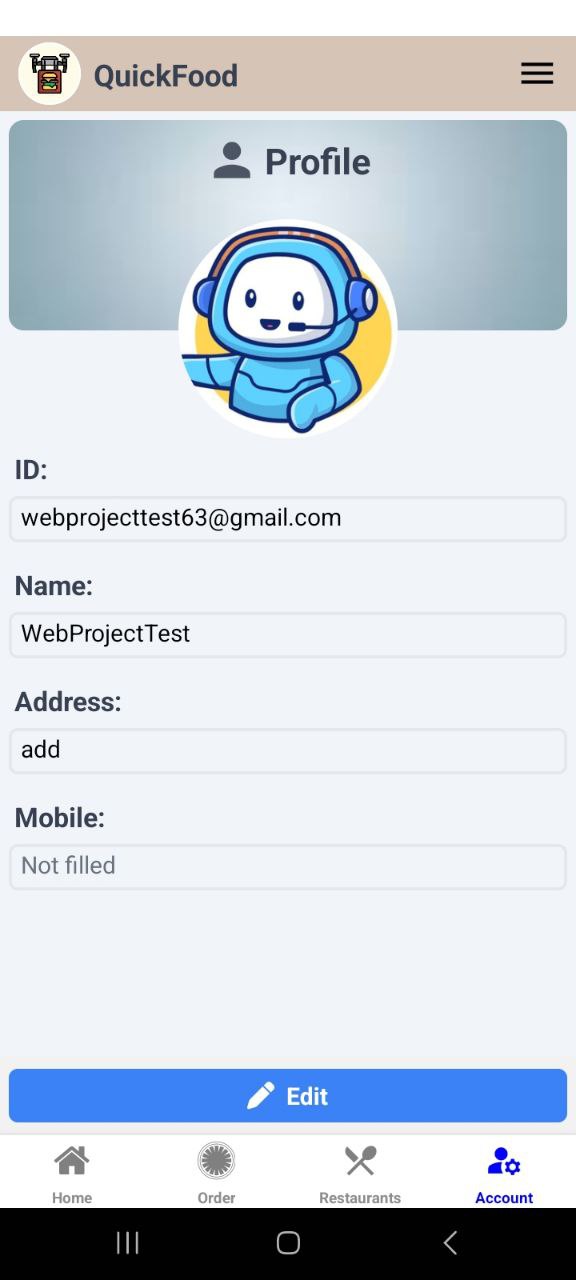 QuickFood
Profile
ID:
webprojecttest63@gmail.com
Name:
WebProjectTest
Address:
add
Mobile:
Not filled
Edit
Home Order Restaurants Account